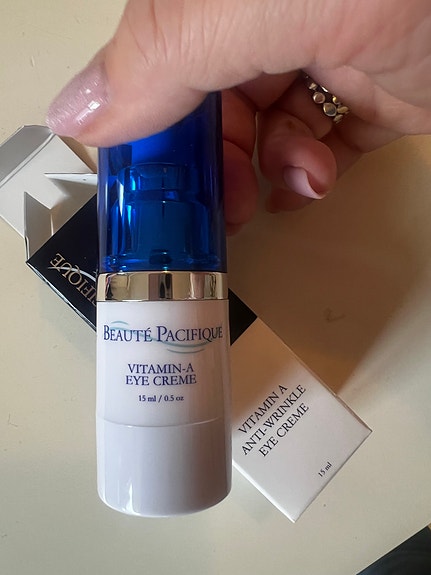 BEAUTÉ PACIFIQUE
VITAMIN-A
EYE CREME
15 ml / 0.5 oz
VITAMIN A
ANTI-WRINKLE
EYE CREME
15 ml